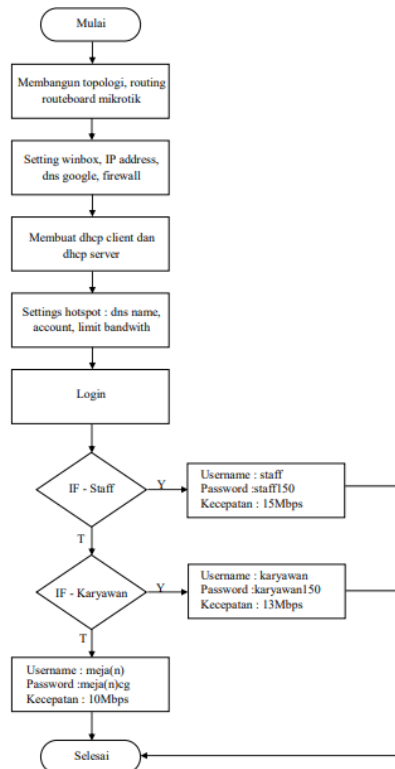 Mulai
Membangun topologi, routing
routeboard mikrotik
Setting winbox, IP address,
dns google, firewall
Membuat dhcp client dan
dhcp server
Settings hotspot : dns name,
account, limit bandwith
Login
IF - Staff
Y
Username : staff
Password :staff150
Kecepatan : 15Mbps
T
IF - Karyawan
Y
Username : karyawan
Password :karyawan150
Kecepatan : 13Mbps
T
Username : meja(n)
Password :meja(n)cg
Kecepatan : 10Mbps
Selesai